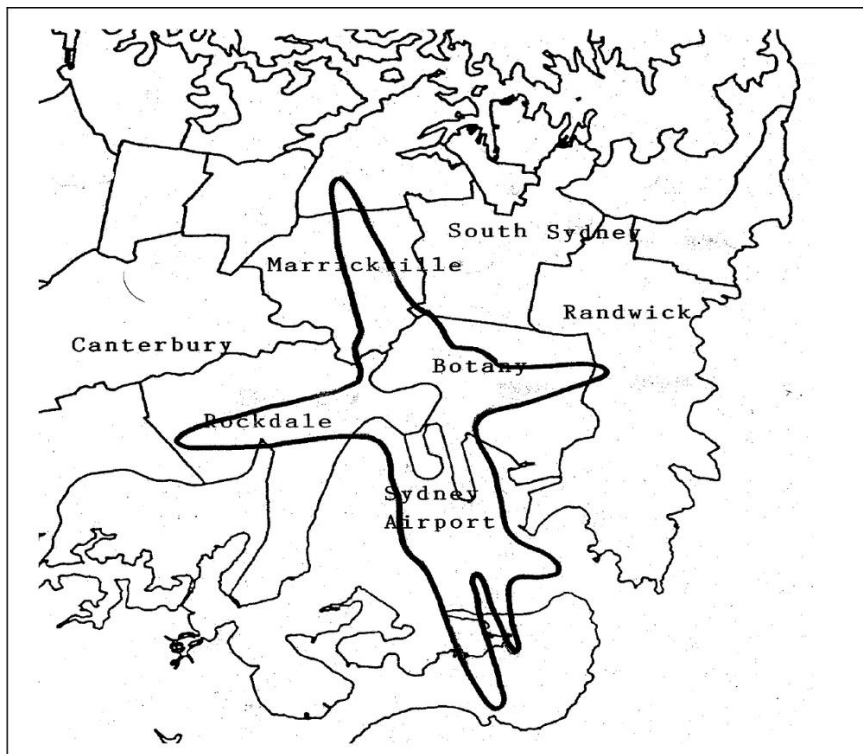 South Sydney
Marrickville
Randwick
Canterbury
Botany
Rockdale
Sydney
Airport